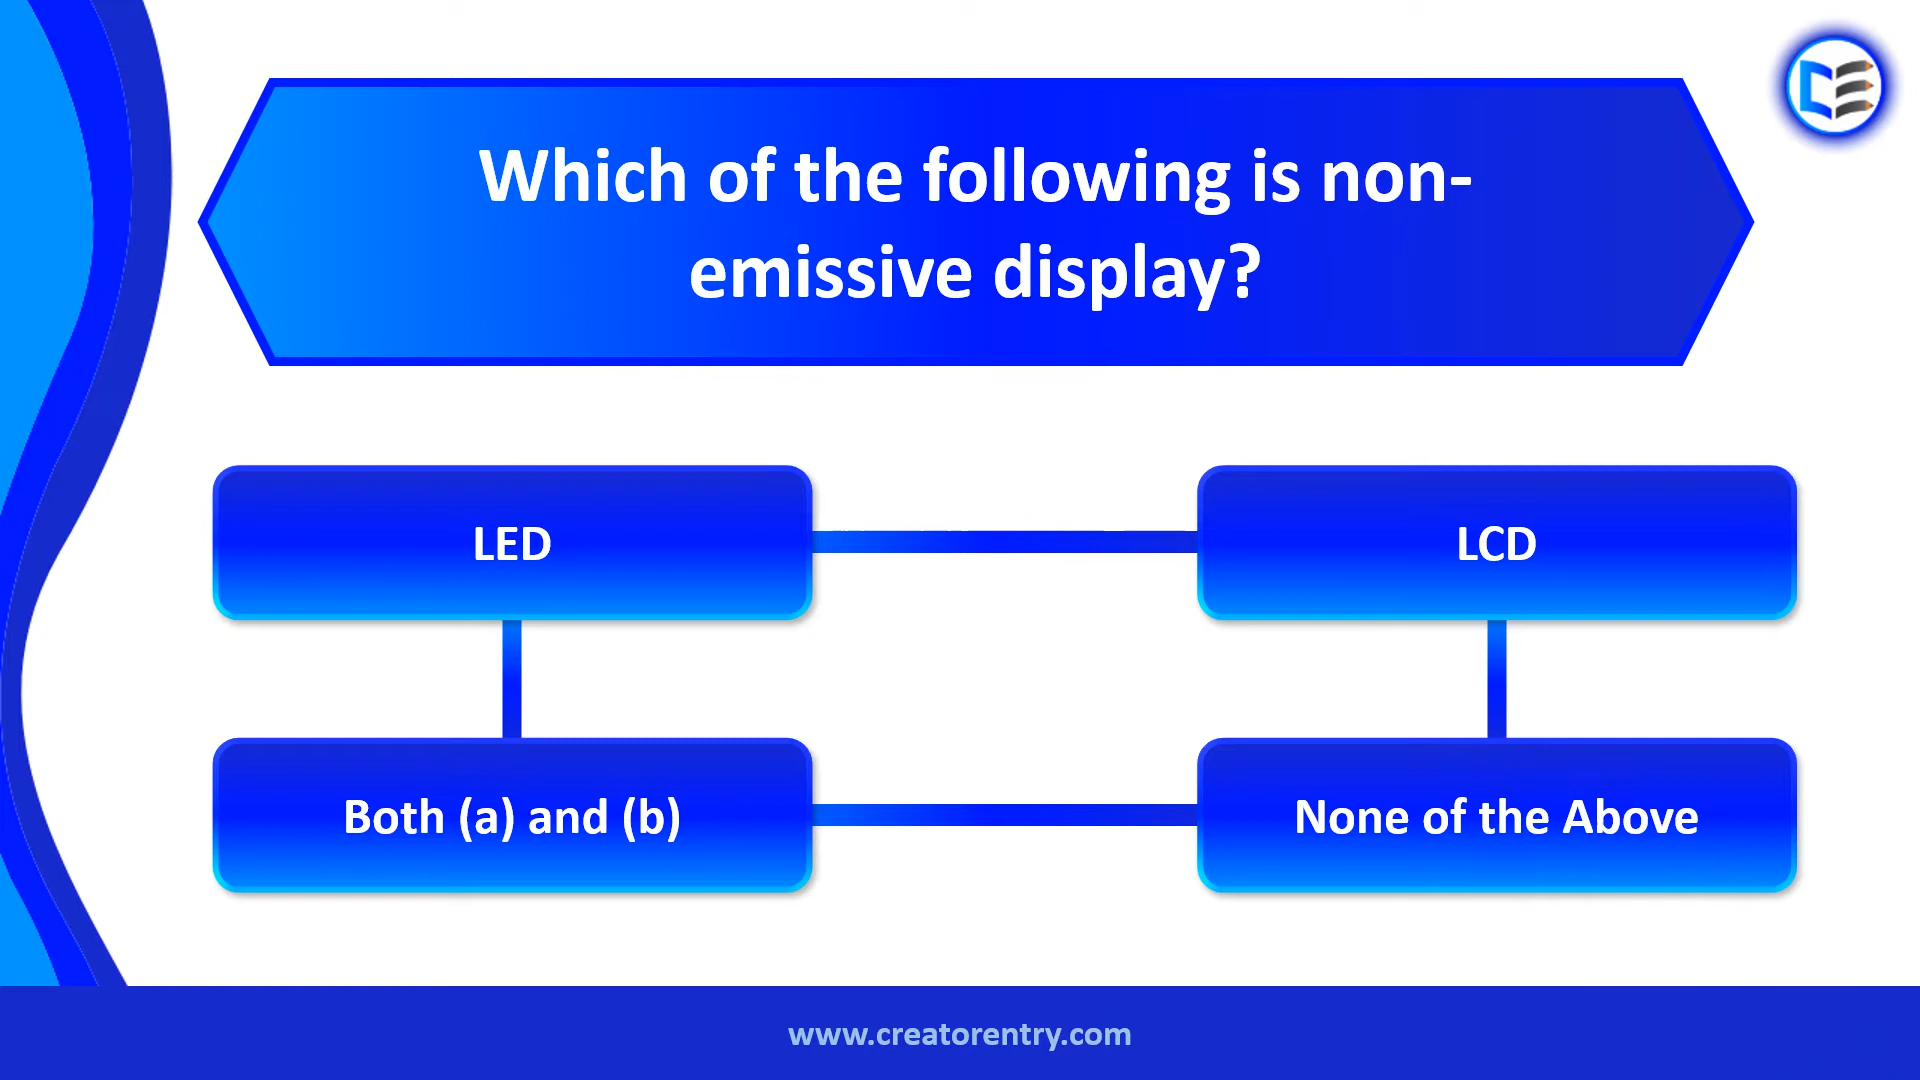 Which of the following is non-
emissive display?
LED
LCD
Both (a) and (b)
None of the Above
www.creatorentry.com